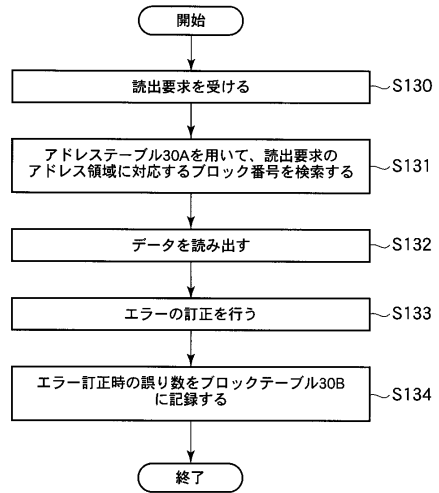 開始
読出要求を受ける
S130
アドレステーブル30Aを用いて、読出要求の
アドレス領域に対応するブロック番号を検索する
S131
データを読み出す
S132
エラーの訂正を行う
S133
エラー訂正時の誤り数をブロックテーブル30B
に記録する
S134
終了